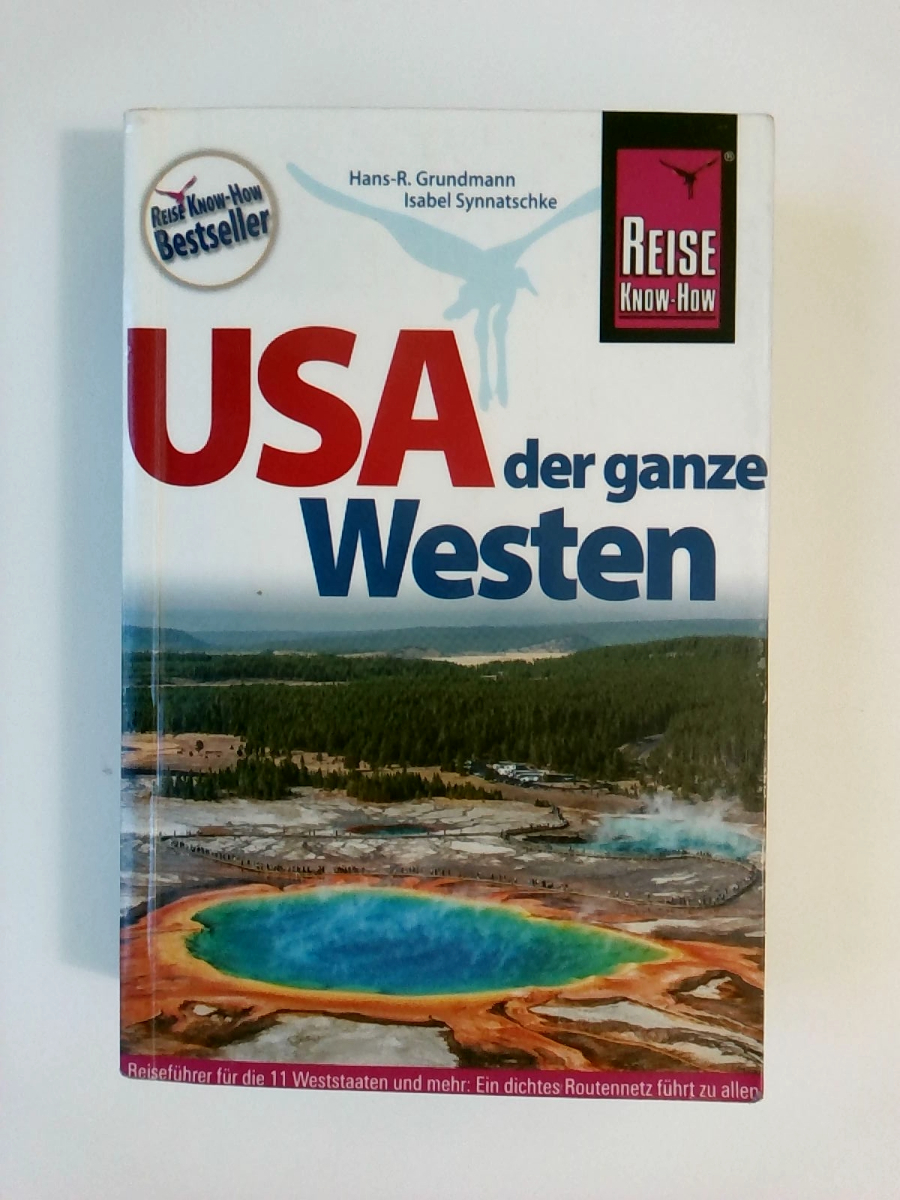 REISE KNOW-HOW
Bestseller
Hans-R. Grundmann
Isabel Synnatschke
®
REISE
KNOW-HOW
USA der ganze
Westen
Reiseführer für die 11 Weststaaten und mehr: Ein dichtes Routennetz führt zu allen